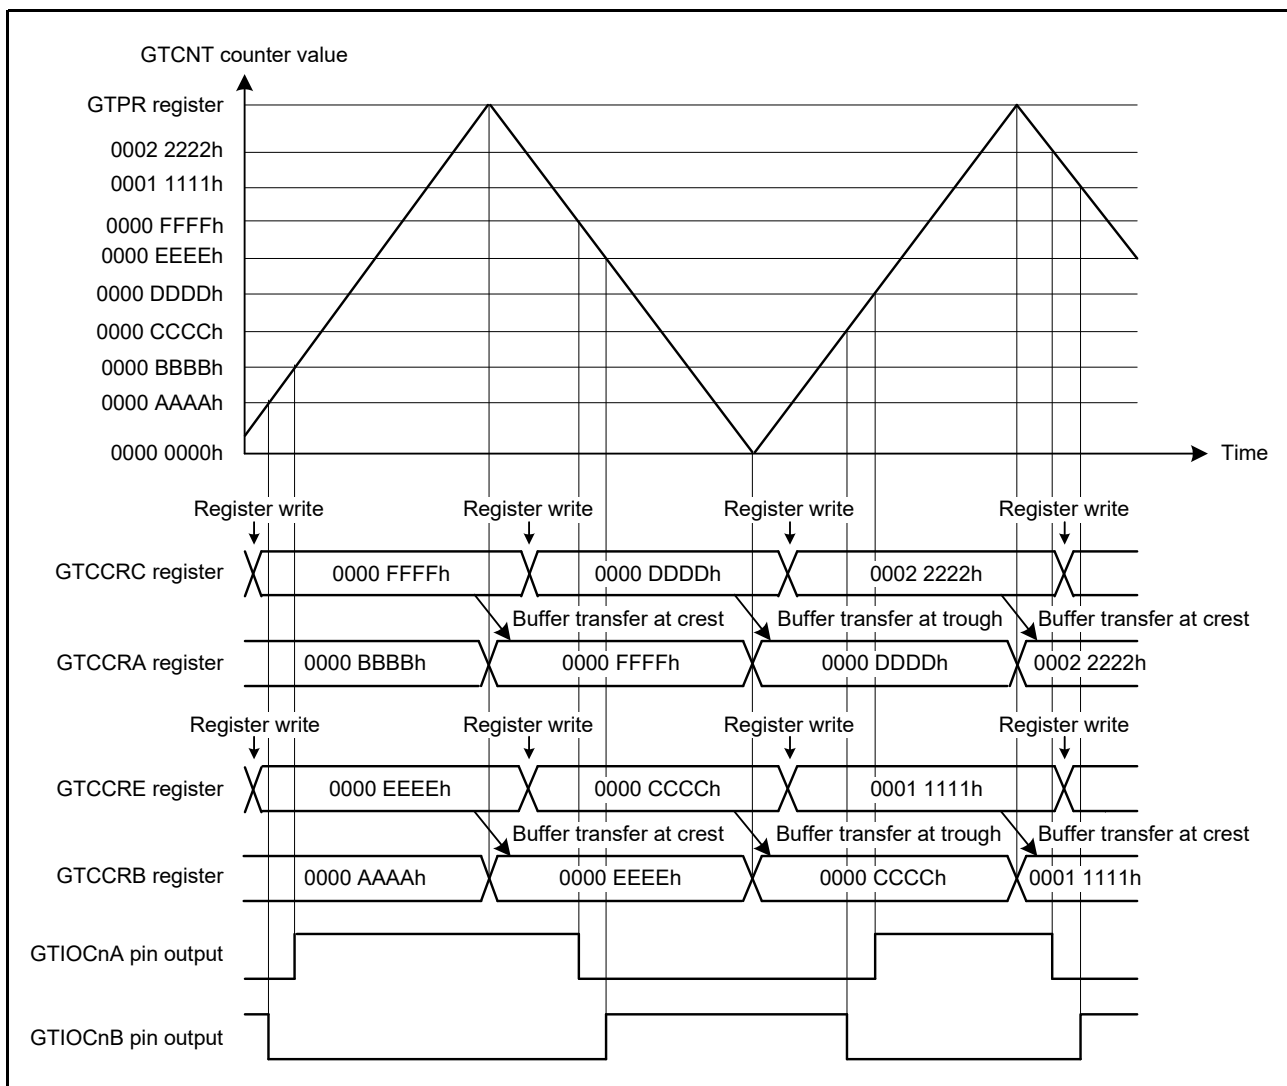 GTCNT counter value
GTPR register
0002 2222h
0001 1111h
0000 FFFFh
0000 EEEEh
0000 DDDDh
0000 CCCCh
0000 BBBBh
0000 AAAAh
0000 0000h
Time
Register write Register write Register write Register write
GTCCRC register 0000 FFFFh 0000 DDDDh 0002 2222h
Buffer transfer at crest Buffer transfer at trough Buffer transfer at crest
GTCCRA register 0000 BBBBh 0000 FFFFh 0000 DDDDh 0002 2222h
Register write Register write Register write Register write
GTCCRE register 0000 EEEEh 0000 CCCCh 0001 1111h
Buffer transfer at crest Buffer transfer at trough Buffer transfer at crest
GTCCRB register 0000 AAAAh 0000 EEEEh 0000 CCCCh 0001 1111h
GTIOCnA pin output
GTIOCnB pin output